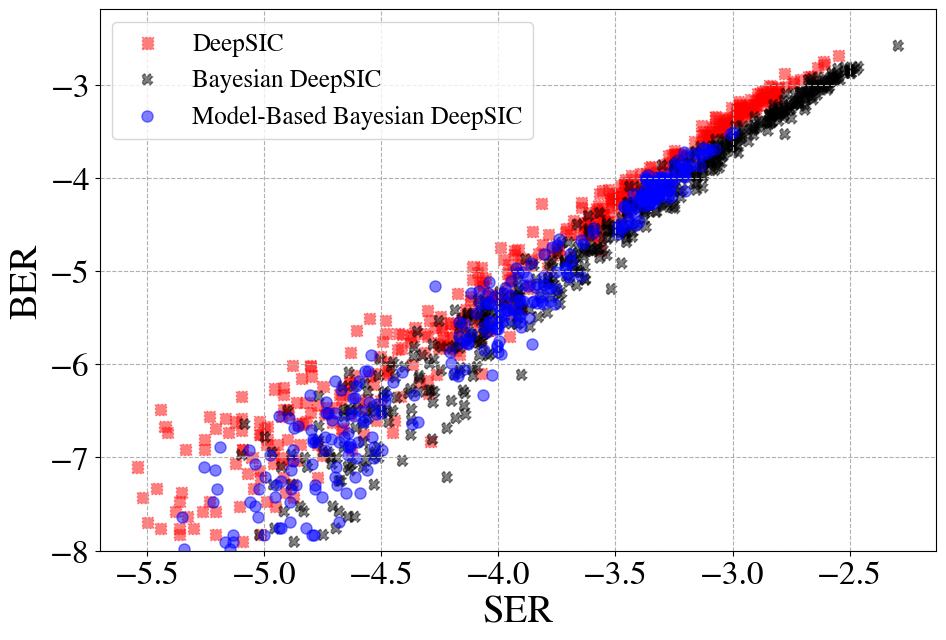 DeepSIC
Bayesian DeepSIC
Model-Based Bayesian DeepSIC
BER
−3
−4
−5
−6
−7
−8
−5.5 −5.0 −4.5 −4.0 −3.5 −3.0 −2.5
SER